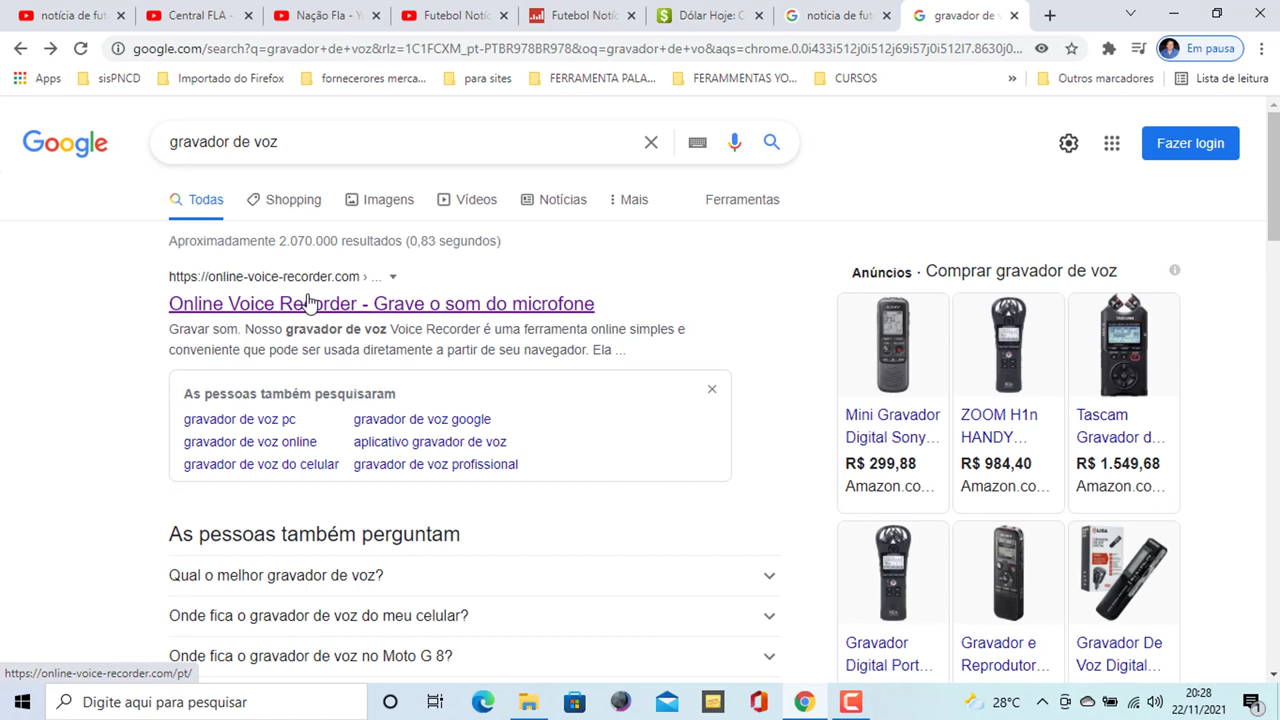 notícia de fut
Central FLA -
Nação Fla - Y
Futebol Notíc
Futebol Notíc
Dólar Hoje: C
noticia de fut
gravador de v
google.com/search?q=gravador+de+voz&rlz=1C1FCXM_pt-PTBR978BR978&oq=gravador+de+vo&aqs=chrome.0.0i433i512j0i512j69i57j0i512l7.8630j0...
Em pausa
Apps
sisPNCD
Importado do Firefox
fornecerores merca...
para sites
FERRAMENTA PALA...
FERAMMENTAS YO...
CURSOS
»
Outros marcadores
Lista de leitura
Google
gravador de voz
Fazer login
Todas
Shopping
Imagens
Vídeos
Notícias
Mais
Ferramentas
Aproximadamente 2.070.000 resultados (0,83 segundos)
https://online-voice-recorder.com › ...
Online Voice Recorder - Grave o som do microfone
Gravar som. Nosso gravador de voz Voice Recorder é uma ferramenta online simples e
conveniente que pode ser usada diretamente a partir de seu navegador. Ela ...
As pessoas também pesquisaram
gravador de voz pc
gravador de voz google
gravador de voz online
aplicativo gravador de voz
gravador de voz do celular
gravador de voz profissional
As pessoas também perguntam
Qual o melhor gravador de voz?
Onde fica o gravador de voz do meu celular?
Onde fica o gravador de voz no Moto G 8?
Anúncios · Comprar gravador de voz
Mini Gravador
Digital Sony...
R$ 299,88
Amazon.co...
ZOOM H1n
HANDY...
R$ 984,40
Amazon.co...
Tascam
Gravador d...
R$ 1.549,68
Amazon.co...
Gravador
Digital Port...
Gravador e
Reprodutor...
Gravador De
Voz Digital...
https://online-voice-recorder.com/pt/
Digite aqui para pesquisar
28°C
20:28
22/11/2021
1